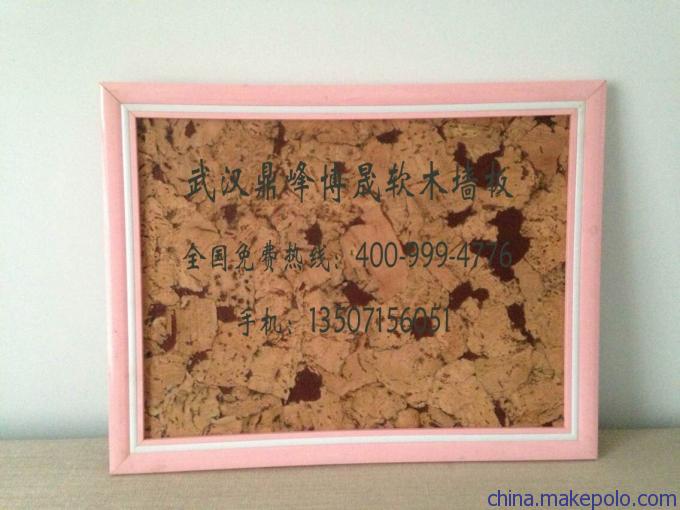 武汉鼎峰博晟软木墙板
全国免费热线：400-999-4776
手机：13507156051
china.makepolo.com